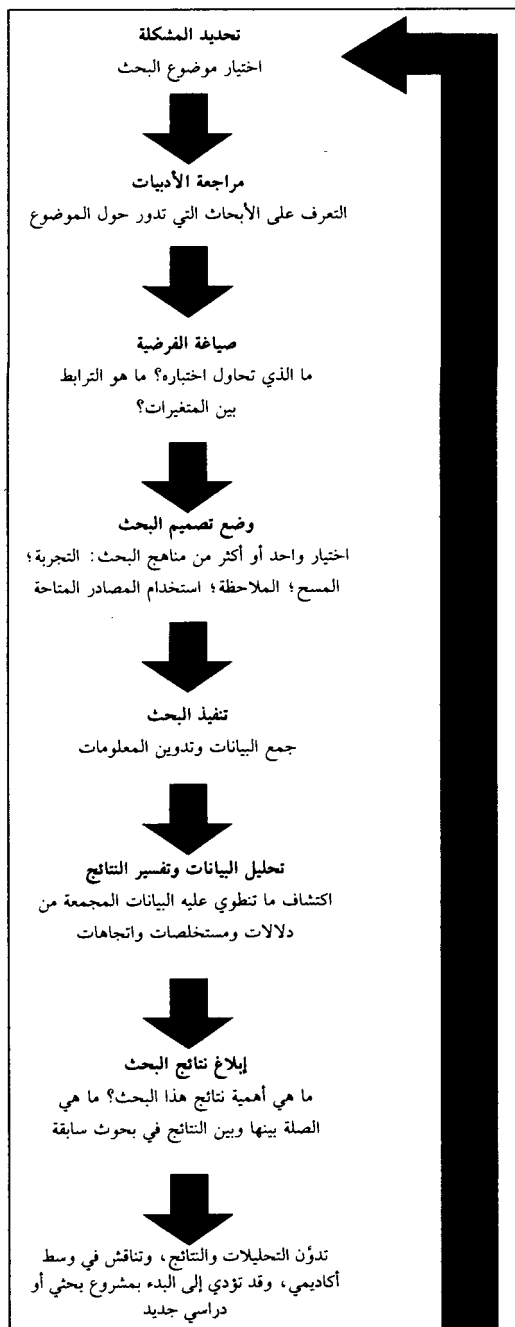 تحديد المشكلة
اختيار موضوع البحث
مراجعة الأدبيات
التعرف على الأبحاث التي تدور حول الموضوع
صياغة الفرضية
ما الذي تحاول اختباره؟ ما هو الترابط
بين المتغيرات؟
وضع تصميم البحث
اختيار واحد أو أكثر من مناهج البحث: التجربة؛
المسح؛ الملاحظة؛ استخدام المصادر المتاحة
تنفيذ البحث
جمع البيانات وتدوين المعلومات
تحليل البيانات وتفسير النتائج
اكتشاف ما تنطوي عليه البيانات المجمعة من
دلالات ومستخلصات واتجاهات
إبلاغ نتائج البحث
ما هي أهمية نتائج هذا البحث؟ ما هي
الصلة بينها وبين النتائج في بحوث سابقة
تدوَّن التحليلات والنتائج، وتناقش في وسط
أكاديمي، وقد تؤدي إلى البدء بمشروع بحثي أو
دراسي جديد